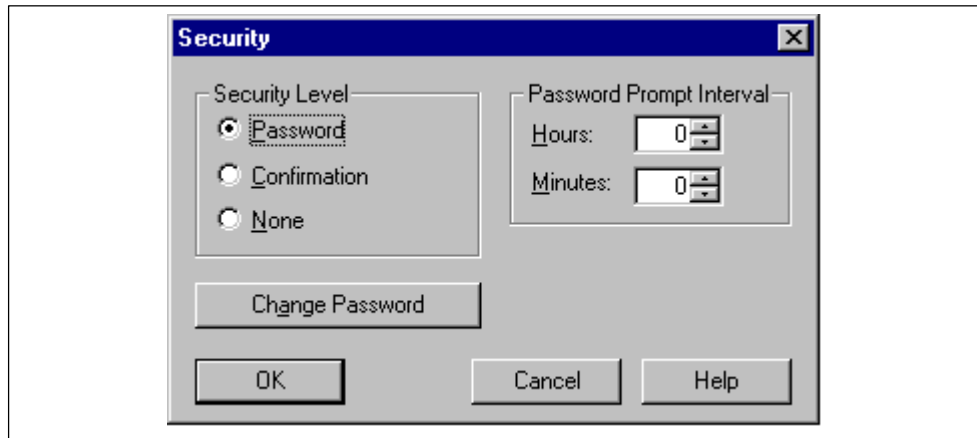 Security
Security Level
Password
Confirmation
None
Password Prompt Interval
Hours: 0
Minutes: 0
Change Password
OK Cancel Help